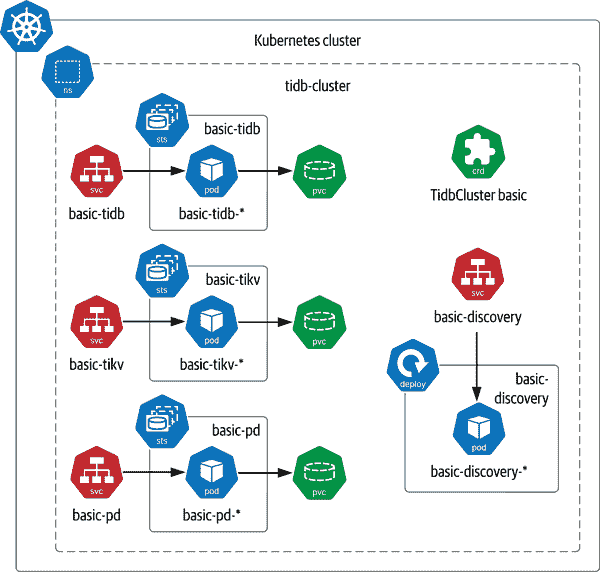 Kubernetes cluster
ns
tidb-cluster
sts
basic-tidb
svc
pod
pvc
basic-tidb
basic-tidb-*
crd
TidbCluster basic
sts
basic-tikv
svc
pod
pvc
basic-tikv
basic-tikv-*
svc
basic-discovery
deploy
basic-
discovery
pod
basic-discovery-*
sts
basic-pd
svc
pod
pvc
basic-pd
basic-pd-*